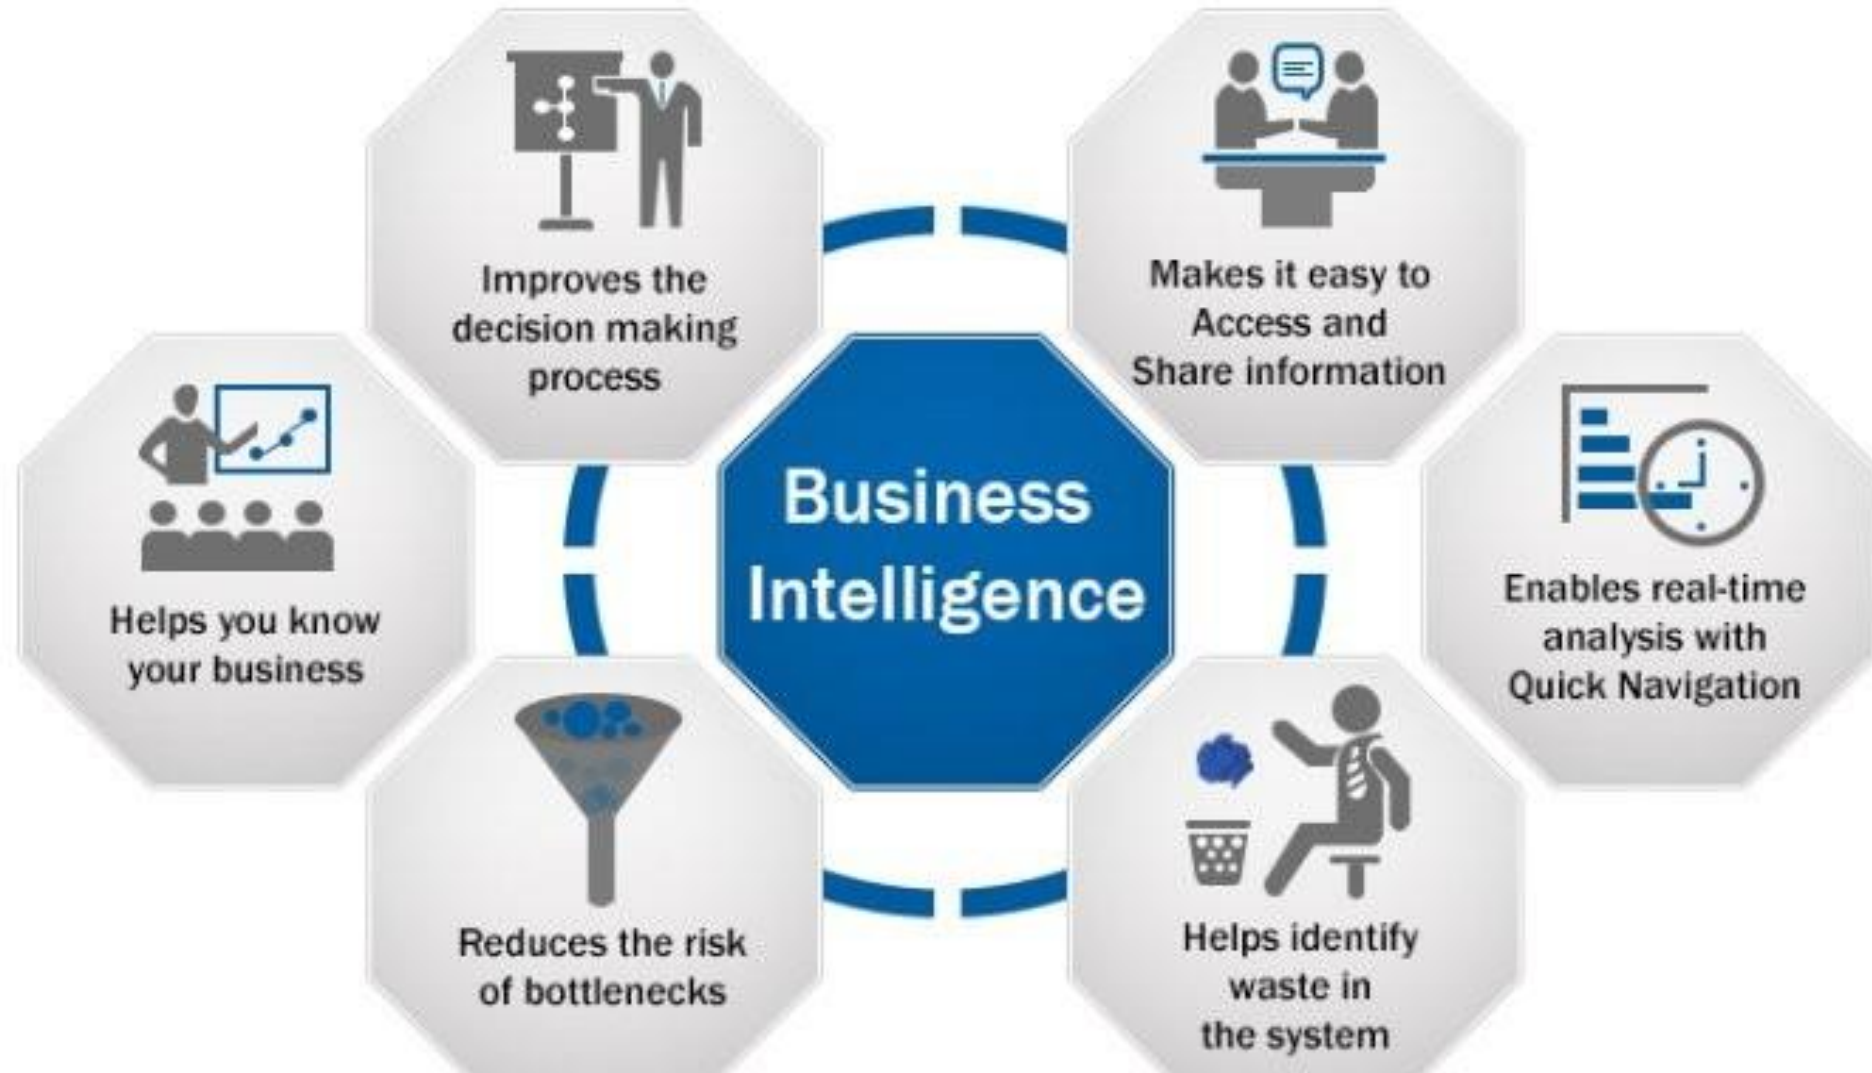 Improves the
decision making
process
Makes it easy to
Access and
Share information
Helps you know
your business
Business
Intelligence
Enables real-time
analysis with
Quick Navigation
Reduces the risk
of bottlenecks
Helps identify
waste in
the system